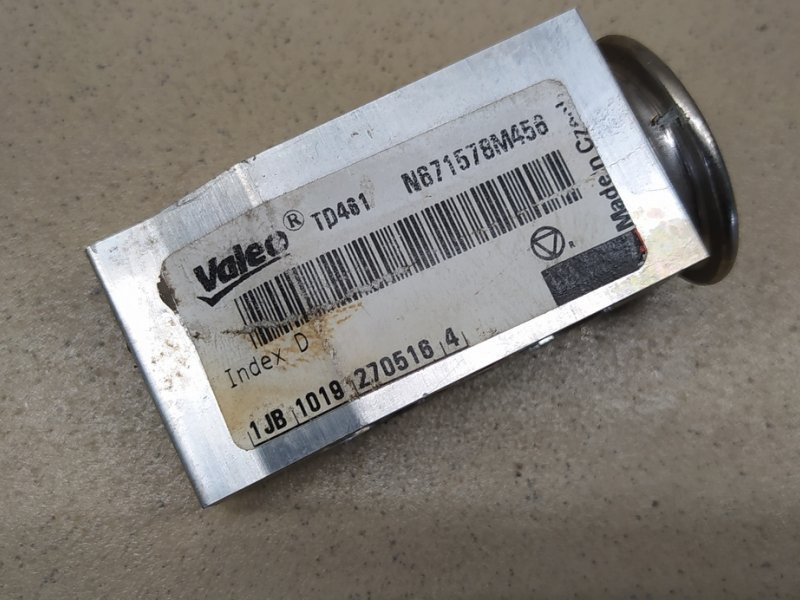 Valeo® TD461 N671578M456
Index D
1JB 1019 270516 4
R
Made in